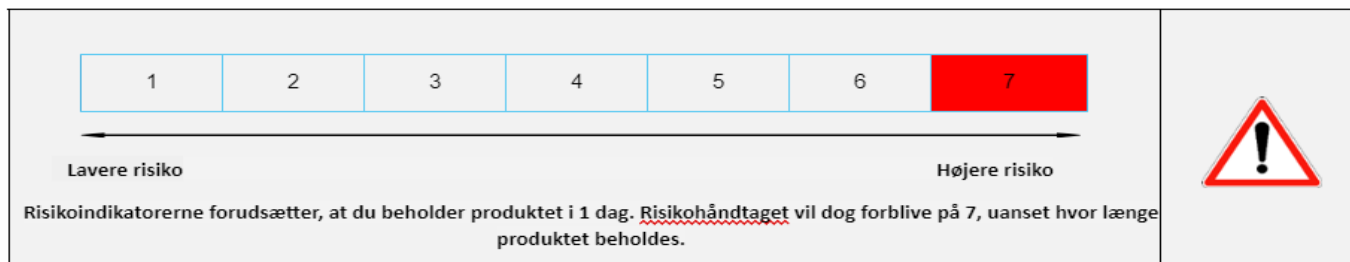 1 2 3 4 5 6 7
Lavere risiko Højere risiko
Risikoindikatorerne forudsætter, at du beholder produktet i 1 dag. Risikohåndtaget vil dog forblive på 7, uanset hvor længe
produktet beholdes.